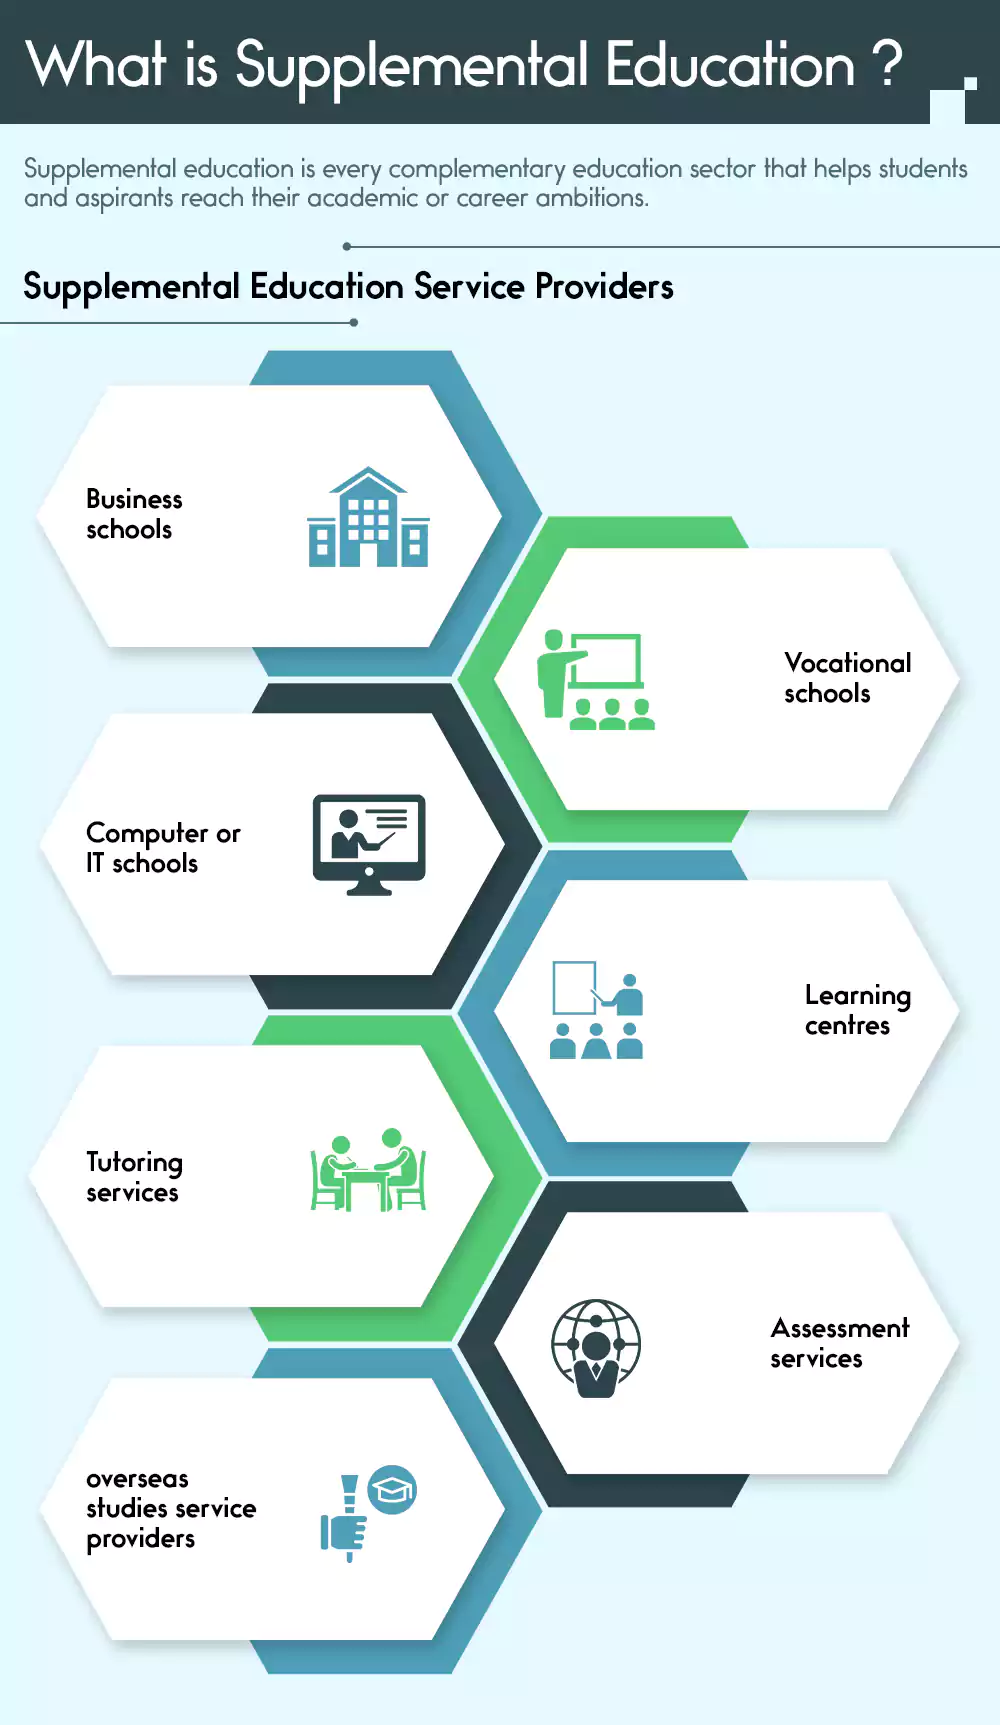 What is Supplemental Education ?
Supplemental education is every complementary education sector that helps students
and aspirants reach their academic or career ambitions.
Supplemental Education Service Providers
Business
schools
Vocational
schools
Computer or
IT schools
Learning
centres
Tutoring
services
Assessment
services
overseas
studies service
providers